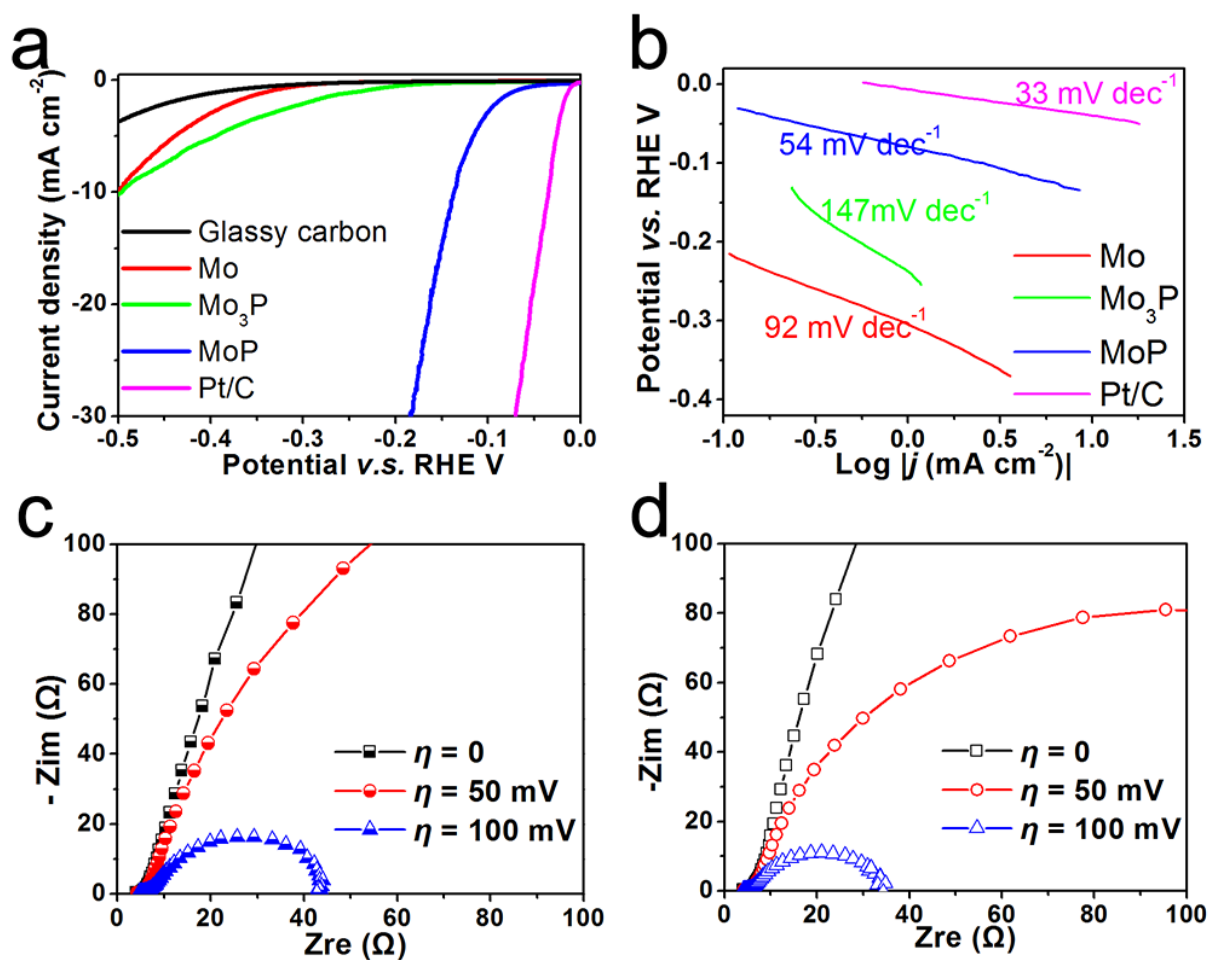 a
Current density (mA cm⁻²)
0
-10
-20
-30
-0.5 -0.4 -0.3 -0.2 -0.1 0.0
Potential v.s. RHE V
Glassy carbon
Mo
Mo₃P
MoP
Pt/C
b
Potential vs. RHE V
0.0
-0.1
-0.2
-0.3
-0.4
-1.0 -0.5 0.0 0.5 1.0 1.5
Log |j (mA cm⁻²)|
33 mV dec⁻¹
54 mV dec⁻¹
147mV dec⁻¹
92 mV dec⁻¹
Mo
Mo₃P
MoP
Pt/C
c
- Zim (Ω)
100
80
60
40
20
0
0 20 40 60 80 100
Zre (Ω)
η = 0
η = 50 mV
η = 100 mV
d
-Zim (Ω)
100
80
60
40
20
0
0 20 40 60 80 100
Zre (Ω)
η = 0
η = 50 mV
η = 100 mV